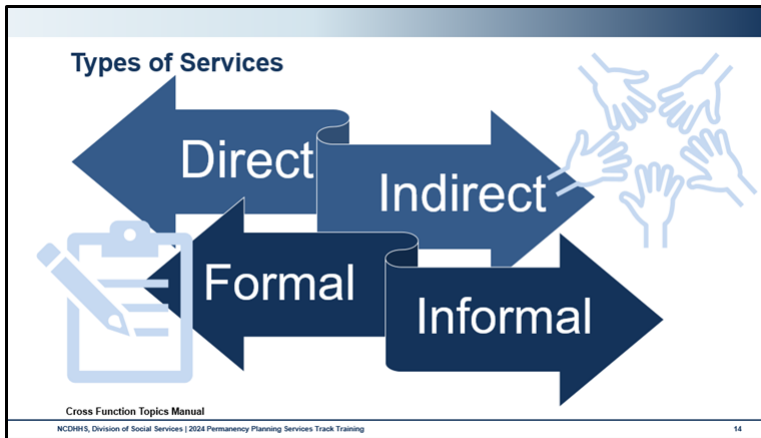 Types of Services
Direct
Indirect
Formal
Informal
Cross Function Topics Manual
NCDHHS, Division of Social Services | 2024 Permanency Planning Services Track Training
14